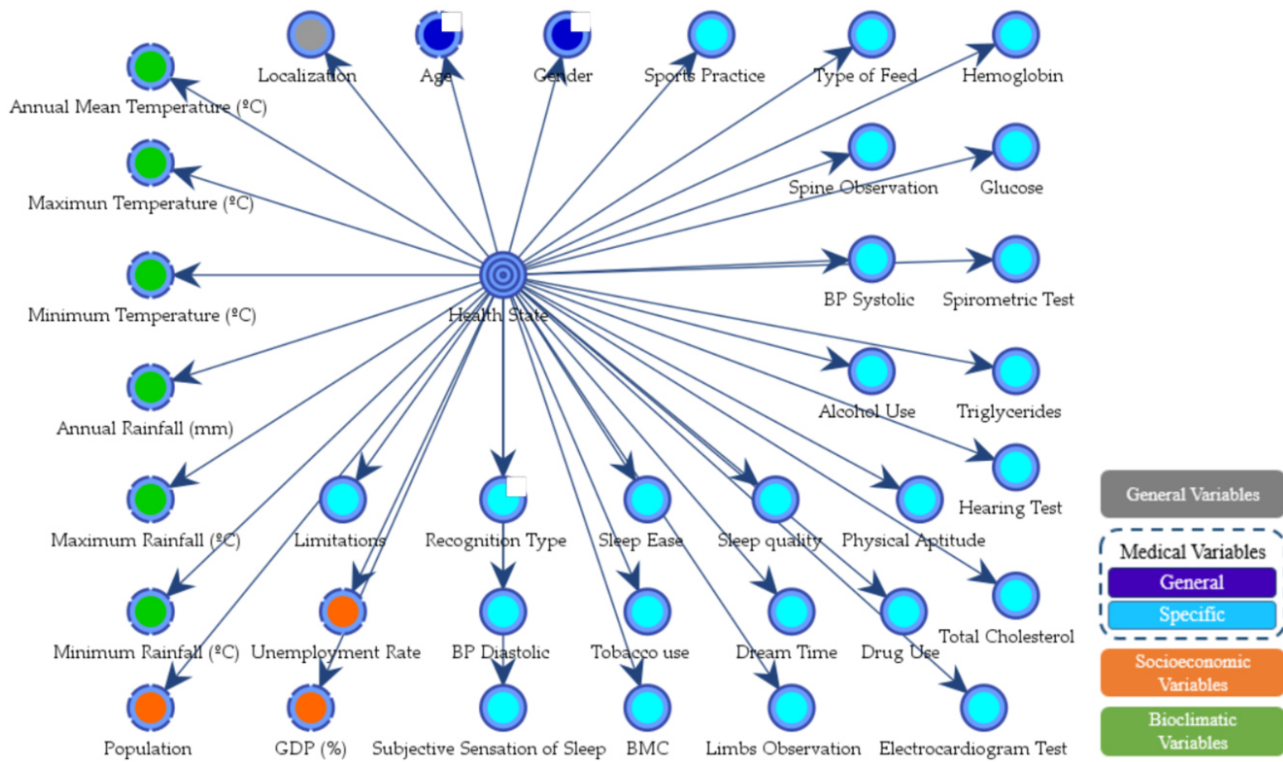 Localization
Age
Gender
Sports Practice
Type of Feed
Hemoglobin
Annual Mean Temperature (ºC)
Spine Observation
Glucose
Maximun Temperature (ºC)
Health State
BP Systolic
Spirometric Test
Minimum Temperature (ºC)
Alcohol Use
Triglycerides
Annual Rainfall (mm)
Hearing Test
Maximum Rainfall (ºC)
Limitations
Recognition Type
Sleep Ease
Sleep quality
Physical Aptitude
Total Cholesterol
Minimum Rainfall (ºC)
Unemployment Rate
BP Diastolic
Tobacco use
Dream Time
Drug Use
Population
GDP (%)
Subjective Sensation of Sleep
BMC
Limbs Observation
Electrocardiogram Test
General Variables
Medical Variables
General
Specific
Socioeconomic
Variables
Bioclimatic
Variables